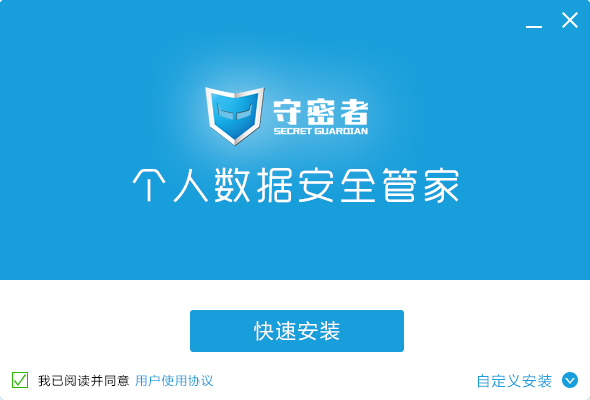 守密者
SECRET GUARDIAN
个人数据安全管家
快速安装
我已阅读并同意 用户使用协议
自定义安装